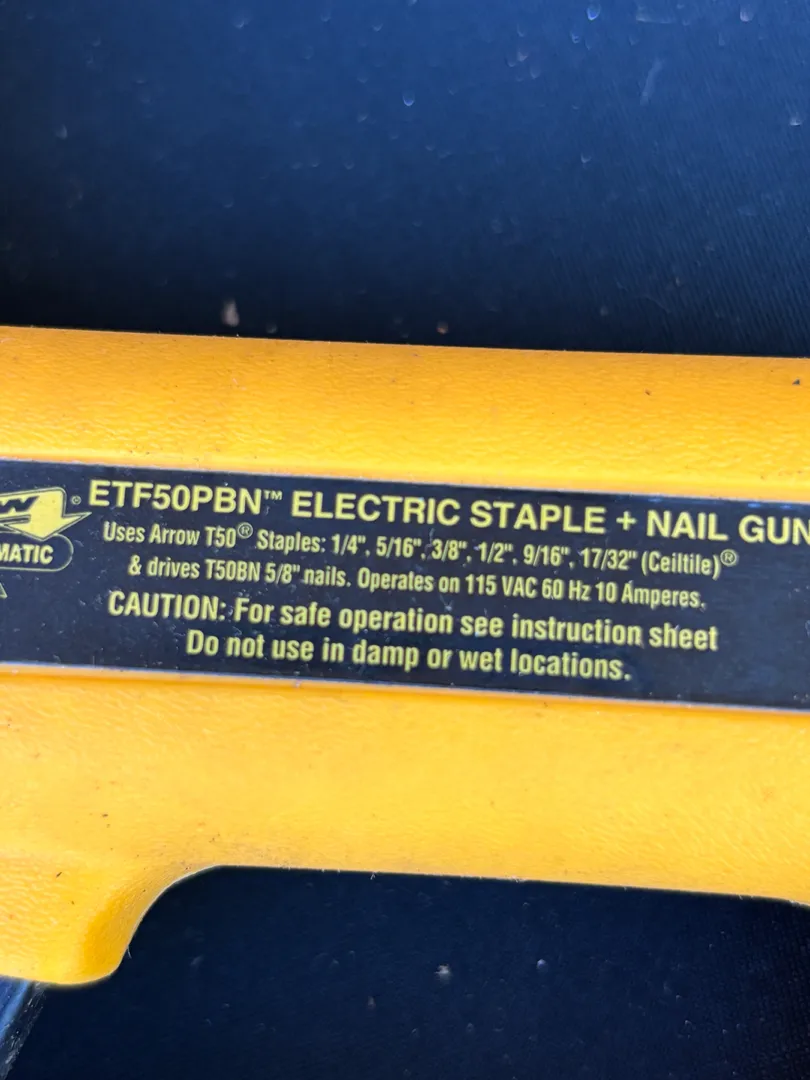 ETF50PBN™ ELECTRIC STAPLE + NAIL GUN
Uses Arrow T50® Staples: 1/4", 5/16", 3/8", 1/2", 9/16", 17/32" (Ceiltile)®
& drives T50BN 5/8" nails. Operates on 115 VAC 60 Hz 10 Amperes.
CAUTION: For safe operation see instruction sheet
Do not use in damp or wet locations.
W®
MATIC